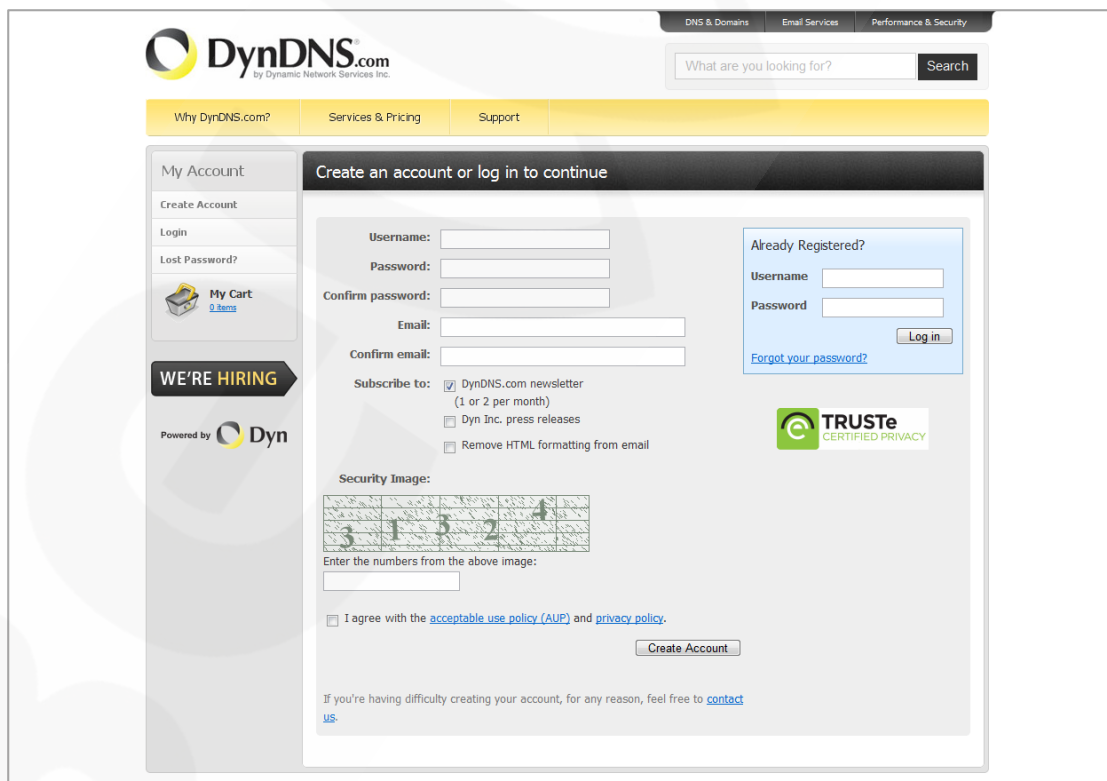 DNS & Domains Email Services Performance & Security
DynDNS.com
by Dynamic Network Services Inc.
What are you looking for? Search
Why DynDNS.com? Services & Pricing Support
My Account
Create Account
Login
Lost Password?
My Cart
0 items
WE'RE HIRING
Powered by Dyn
Create an account or log in to continue
Username:
Password:
Confirm password:
Email:
Confirm email:
Subscribe to: DynDNS.com newsletter
(1 or 2 per month)
Dyn Inc. press releases
Remove HTML formatting from email
Security Image:
3 1 3 2 4
Enter the numbers from the above image:
I agree with the acceptable use policy (AUP) and privacy policy.
Create Account
If you're having difficulty creating your account, for any reason, feel free to contact
us.
Already Registered?
Username
Password
Log in
Forgot your password?
TRUSTe
CERTIFIED PRIVACY